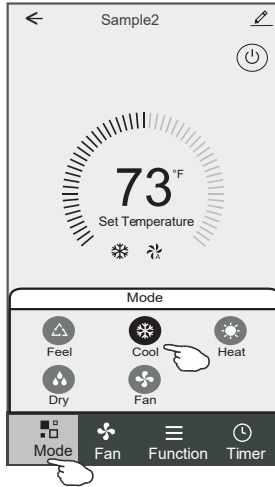 Sample2
73°F
Set Temperature
A
Mode
Feel Cool Heat
Dry Fan
Mode Fan Function Timer